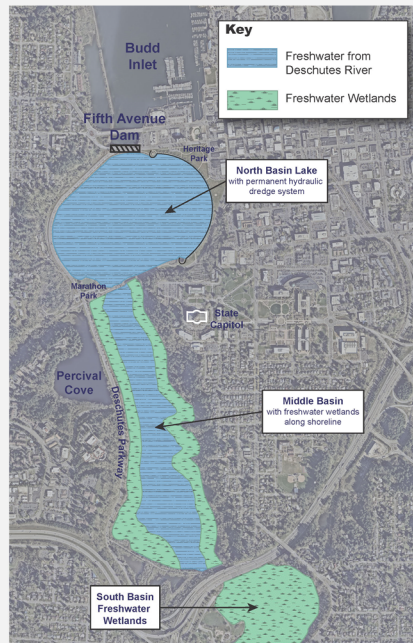 Budd
Inlet
Key
Freshwater from
Deschutes River
Freshwater Wetlands
Fifth Avenue
Dam
Heritage
Park
North Basin Lake
with permanent hydraulic
dredge system
Marathon
Park
State
Capitol
Percival
Cove
Deschutes Parkway
Middle Basin
with freshwater wetlands
along shoreline
South Basin
Freshwater
Wetlands